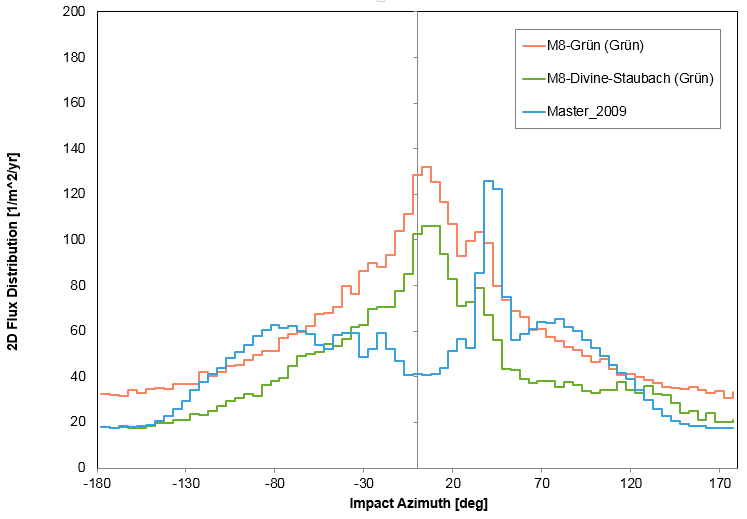 200
180
160
140
120
100
80
60
40
20
0
2D Flux Distribution [1/m^2/yr]
M8-Grün (Grün)
M8-Divine-Staubach (Grün)
Master_2009
-180 -130 -80 -30 20 70 120 170
Impact Azimuth [deg]